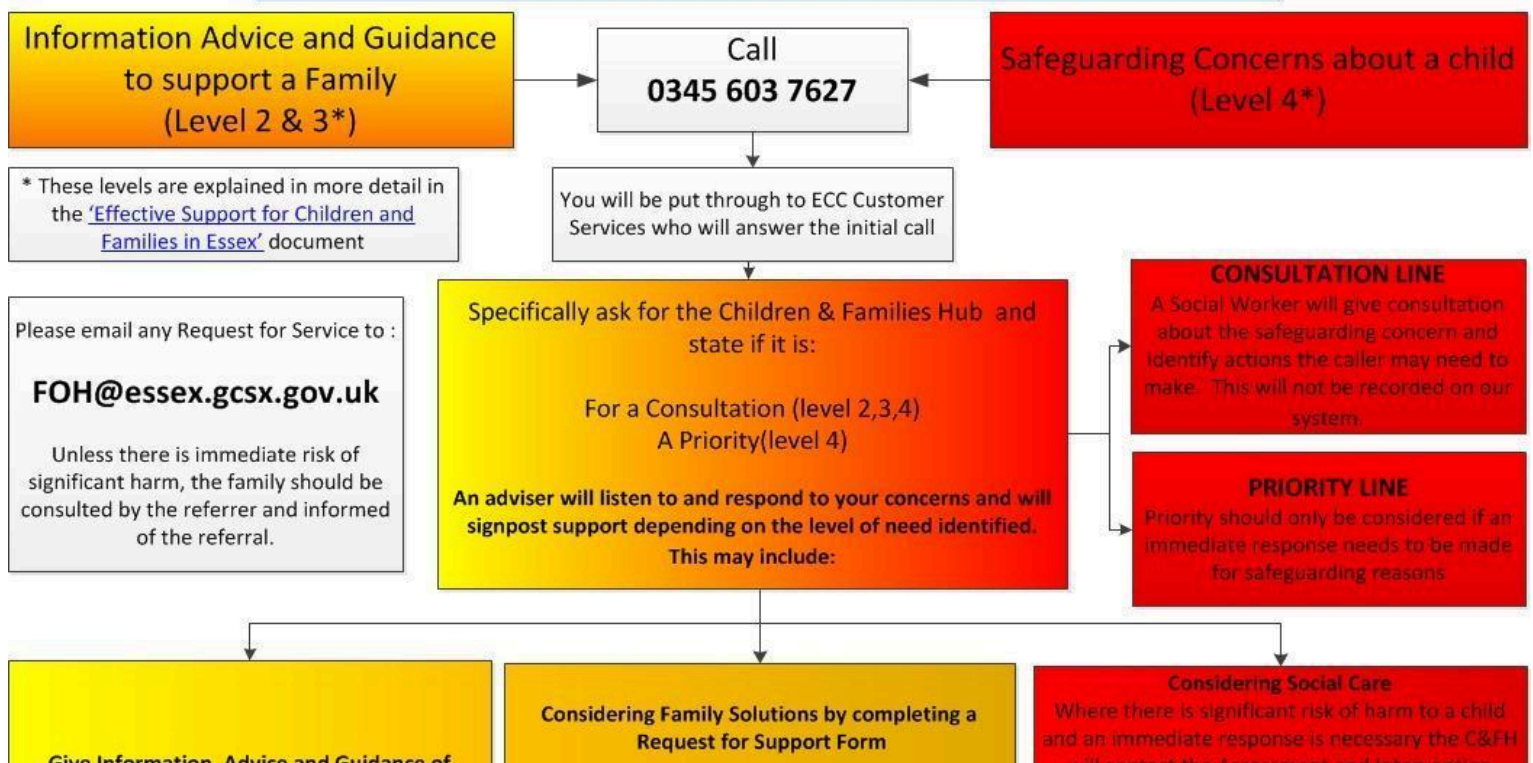 Information Advice and Guidance
to support a Family
(Level 2 & 3*)
Call
0345 603 7627
Safeguarding Concerns about a child
(Level 4*)
* These levels are explained in more detail in
the 'Effective Support for Children and
Families in Essex' document
You will be put through to ECC Customer
Services who will answer the initial call
Please email any Request for Service to :
FOH@essex.gcsx.gov.uk
Unless there is immediate risk of
significant harm, the family should be
consulted by the referrer and informed
of the referral.
Specifically ask for the Children & Families Hub and
state if it is:
For a Consultation (level 2,3,4)
A Priority(level 4)
An adviser will listen to and respond to your concerns and will
signpost support depending on the level of need identified.
This may include:
CONSULTATION LINE
A Social Worker will give consultation
about the safeguarding concern and
identify actions the caller may need to
make. This will not be recorded on our
system.
PRIORITY LINE
Priority should only be considered if an
immediate response needs to be made
for safeguarding reasons
Give Information, Advice and Guidance of
Considering Family Solutions by completing a
Request for Support Form
Considering Social Care
Where there is significant risk of harm to a child
and an immediate response is necessary the C&FH